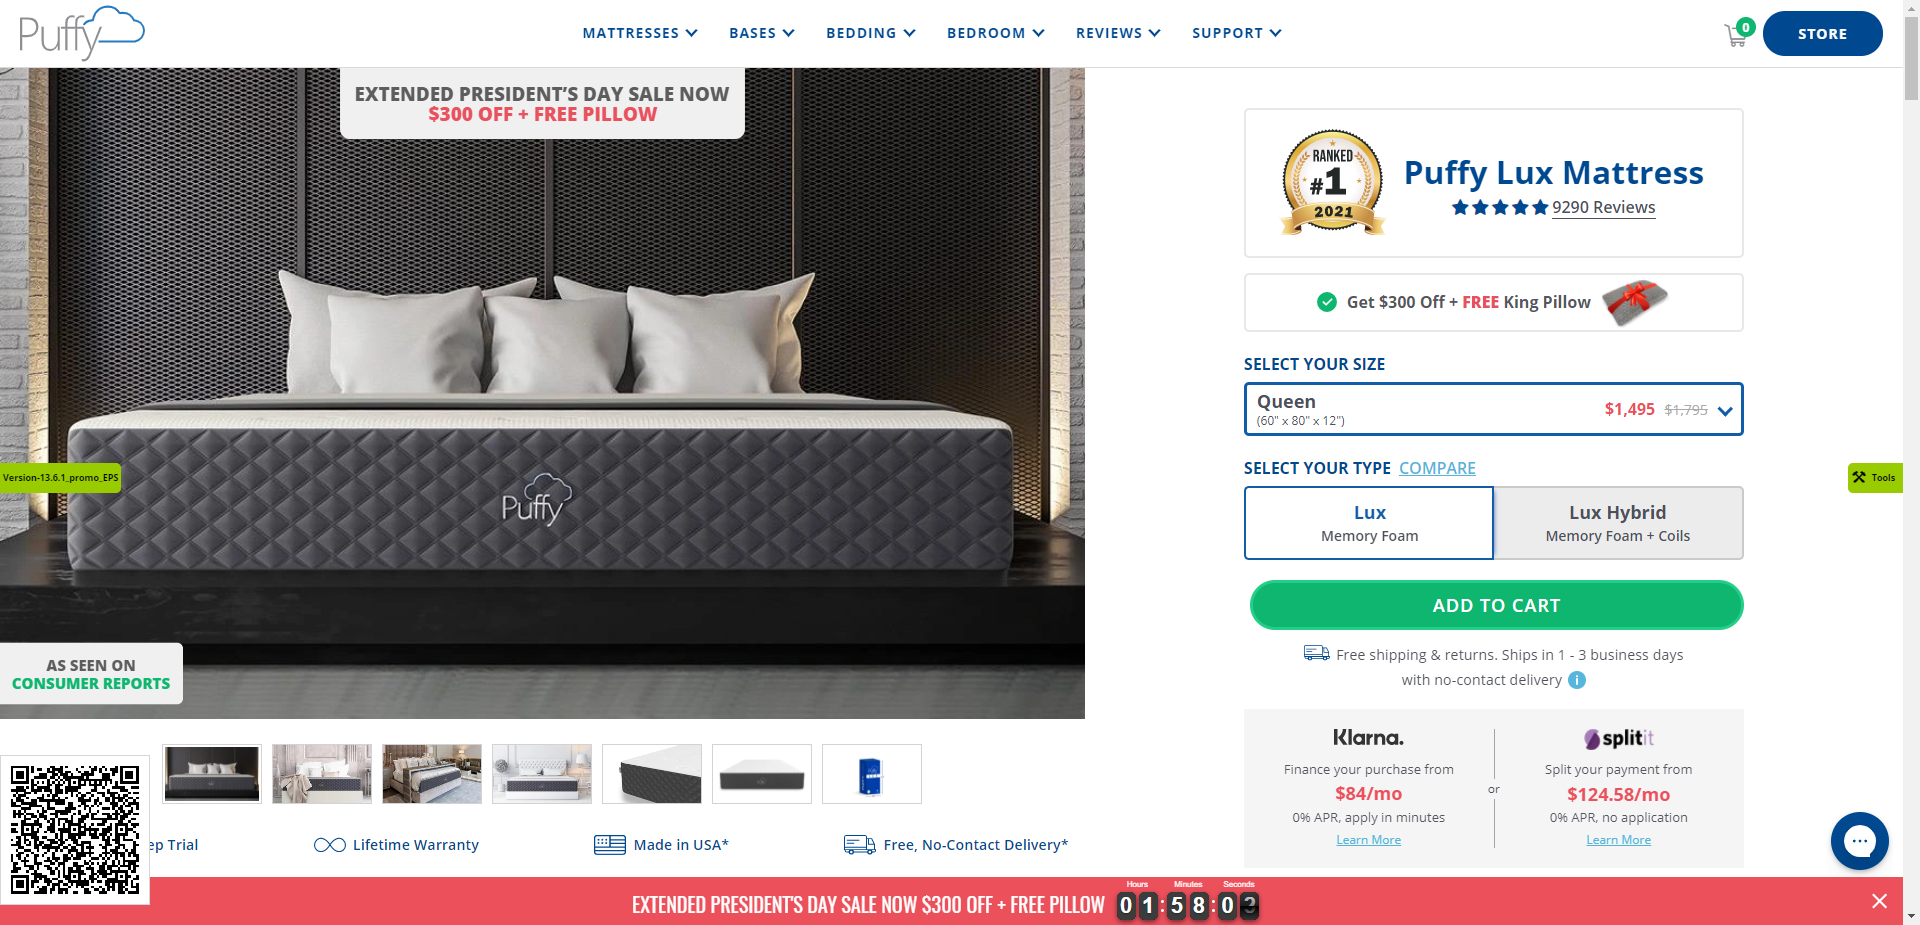 Puffy
MATTRESSES
BASES
BEDDING
BEDROOM
REVIEWS
SUPPORT
0
STORE
EXTENDED PRESIDENT’S DAY SALE NOW
$300 OFF + FREE PILLOW
Puffy
AS SEEN ON
CONSUMER REPORTS
Version-13.6.1_promo_EPS
RANKED
#1
2021
Puffy Lux Mattress
9290 Reviews
Get $300 Off + FREE King Pillow
SELECT YOUR SIZE
Queen
(60" x 80" x 12")
$1,495 $1,795
SELECT YOUR TYPE COMPARE
Lux
Memory Foam
Lux Hybrid
Memory Foam + Coils
Tools
ADD TO CART
Free shipping & returns. Ships in 1 - 3 business days
with no-contact delivery
Klarna.
Finance your purchase from
$84/mo
0% APR, apply in minutes
Learn More
or
splitit
Split your payment from
$124.58/mo
0% APR, no application
Learn More
ep Trial
Lifetime Warranty
Made in USA*
Free, No-Contact Delivery*
EXTENDED PRESIDENT'S DAY SALE NOW $300 OFF + FREE PILLOW
Hours Minutes Seconds
01:58:0